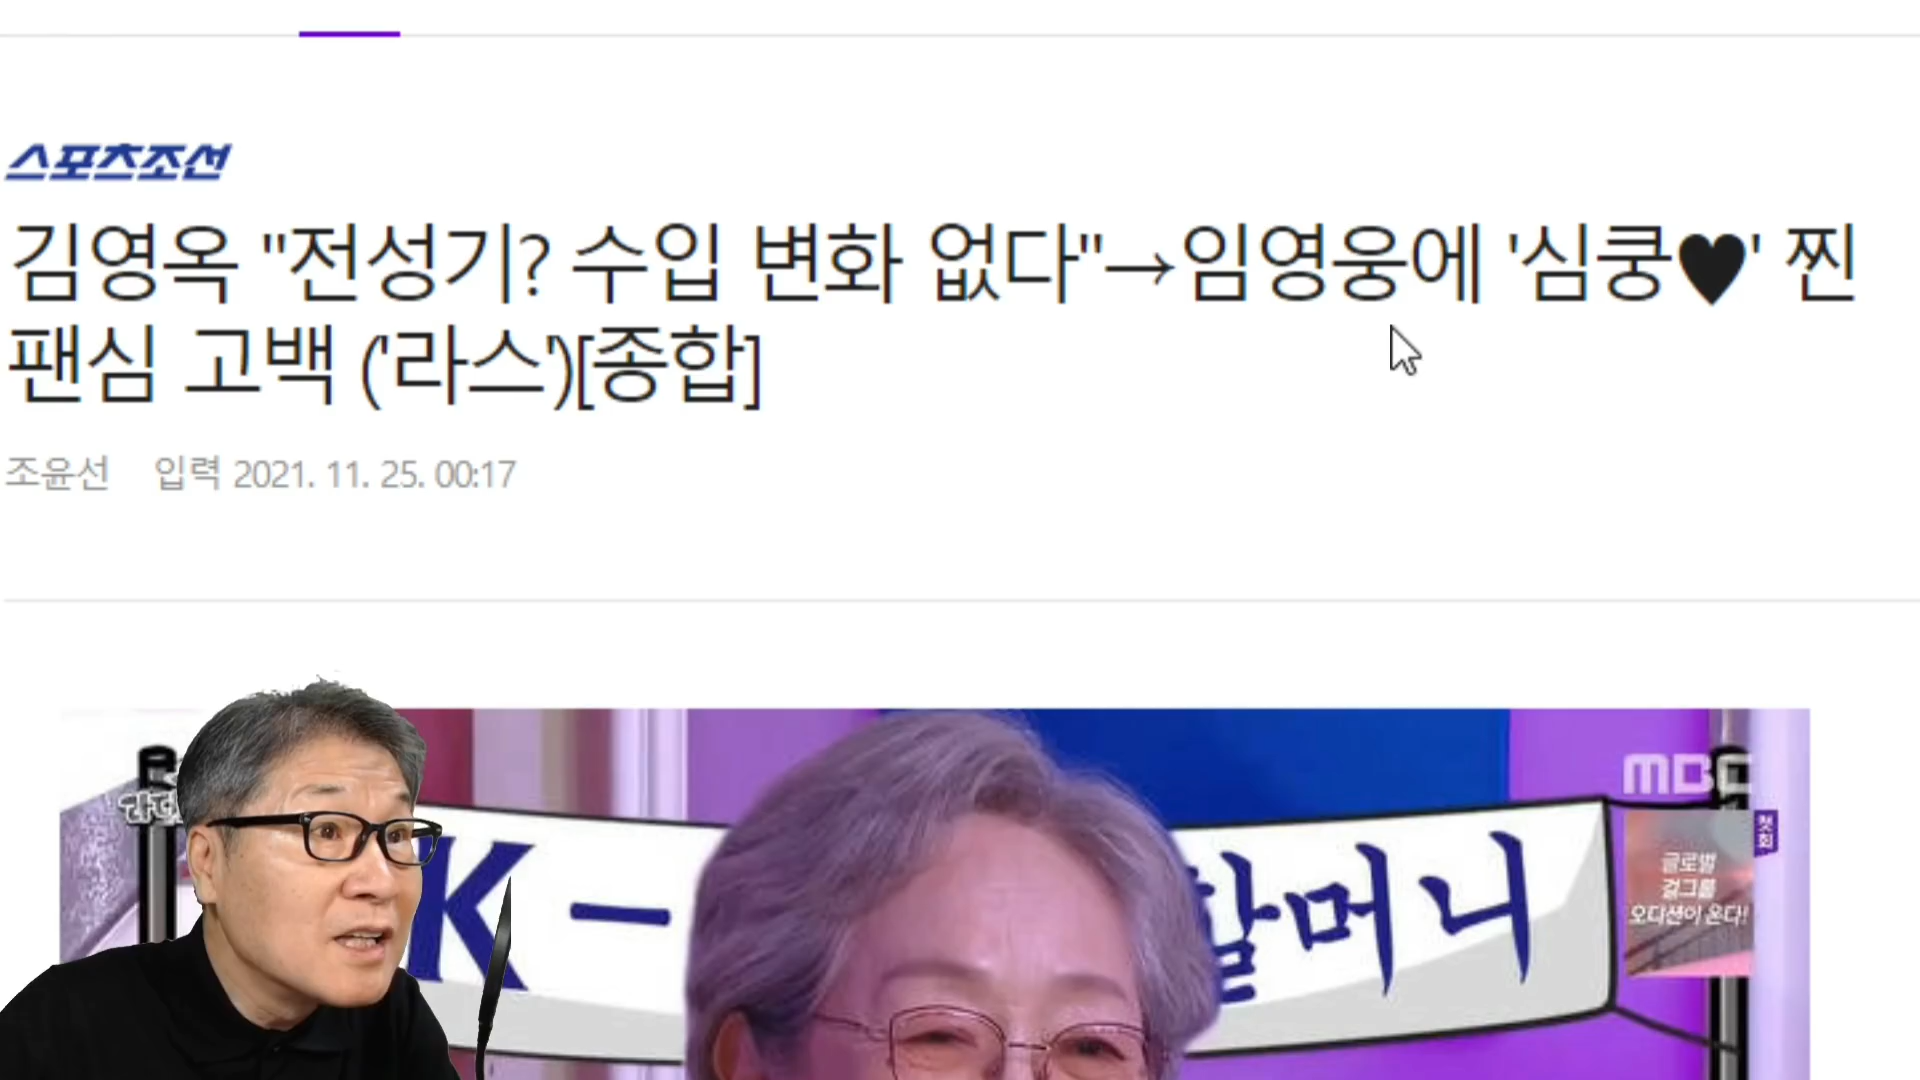 스포츠조선
김영옥 "전성기? 수입 변화 없다"→임영웅에 '심쿵♥' 찐
팬심 고백 ('라스')[종합]
조윤선 입력 2021. 11. 25. 00:17
MBC
첫회
글로벌
걸그룹
오디션이 온다!
K-할머니